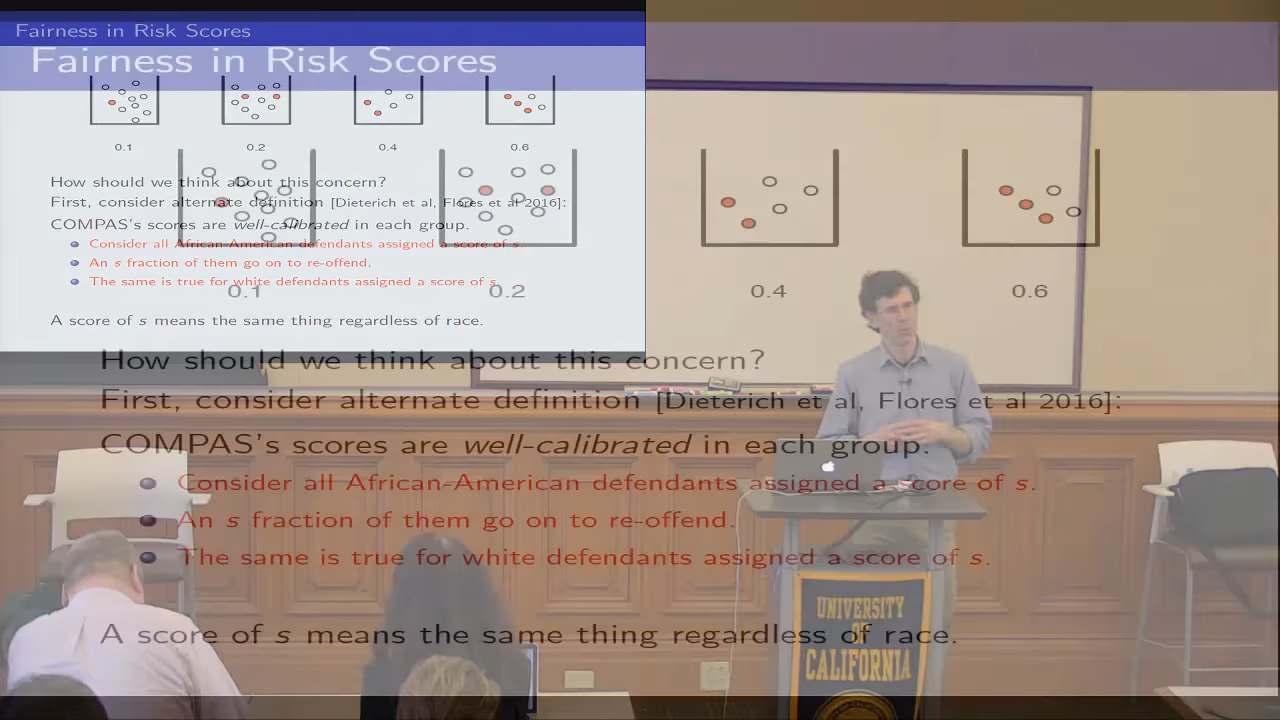 Fairness in Risk Scores
Fairness in Risk Scores
0.1 0.2 0.4 0.6
How should we think about this concern?
First, consider alternate definition [Dieterich et al, Flores et al 2016]:
COMPAS's scores are well-calibrated in each group.
Consider all African-American defendants assigned a score of s.
An s fraction of them go on to re-offend.
The same is true for white defendants assigned a score of s.
A score of s means the same thing regardless of race.
0.1 0.2 0.4 0.6
How should we think about this concern?
First, consider alternate definition [Dieterich et al, Flores et al 2016]:
COMPAS's scores are well-calibrated in each group.
Consider all African-American defendants assigned a score of s.
An s fraction of them go on to re-offend.
The same is true for white defendants assigned a score of s.
A score of s means the same thing regardless of race.
UNIVERSITY
OF
CALIFORNIA